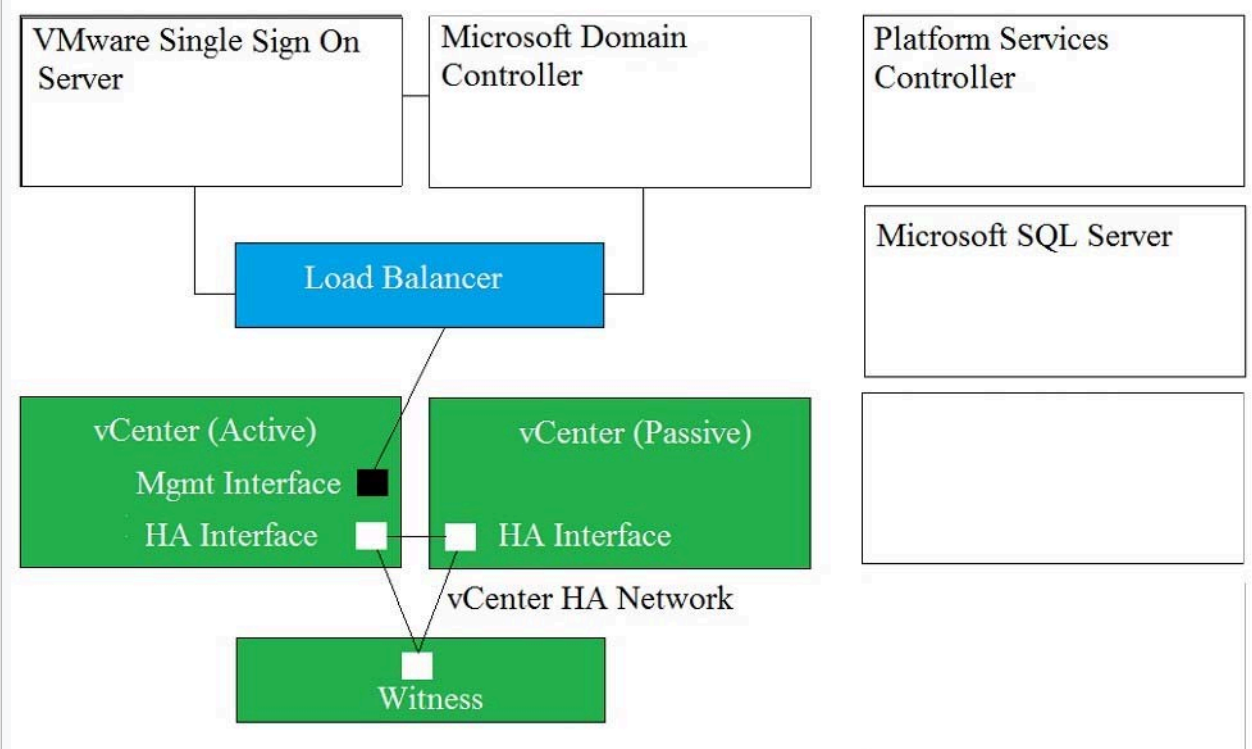 VMware Single Sign On
Server
Microsoft Domain
Controller
Platform Services
Controller
Microsoft SQL Server
Load Balancer
vCenter (Active)
Mgmt Interface
HA Interface
vCenter (Passive)
HA Interface
vCenter HA Network
Witness